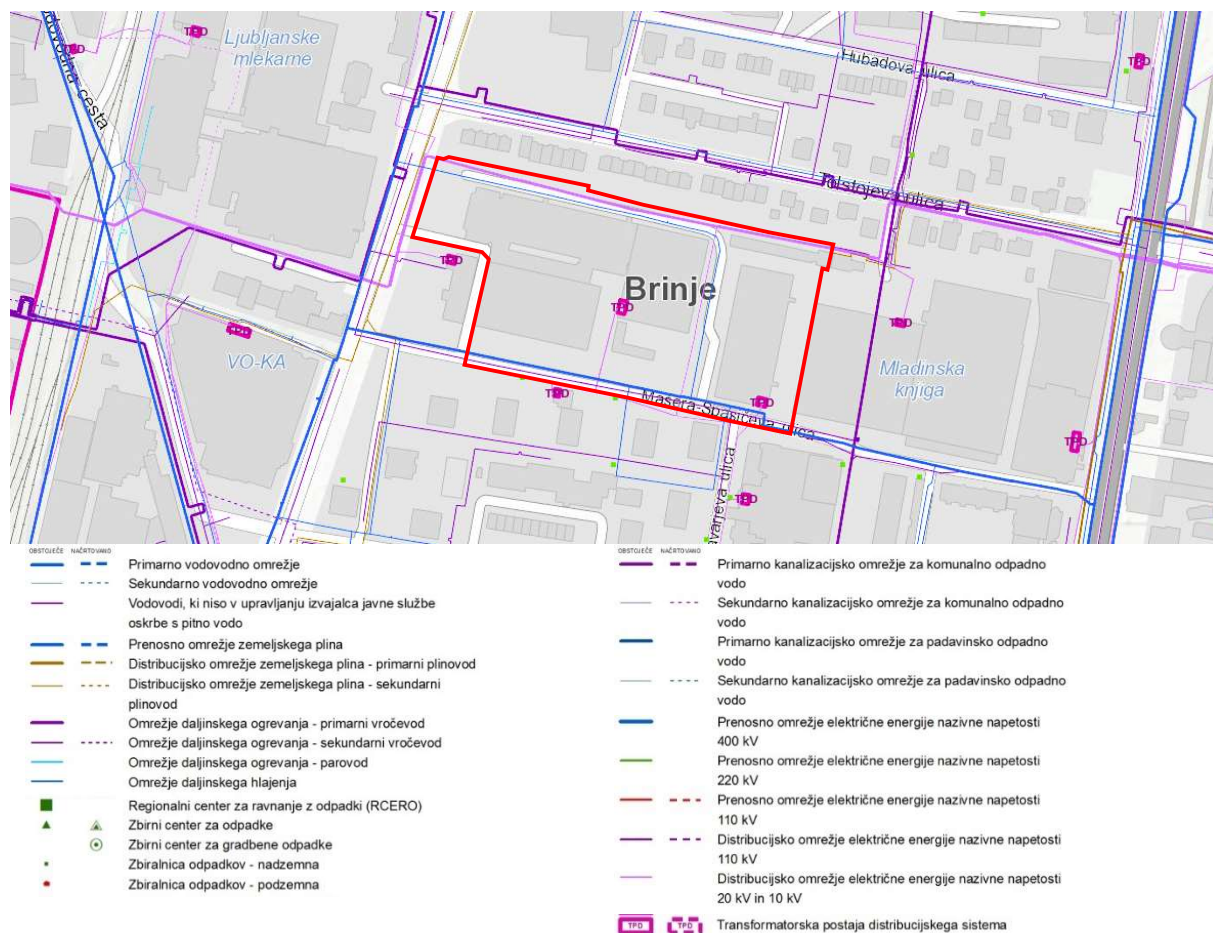 Vodovodna cesta
TPD
TPD
Ljubljanske
mlekarne
Hubadova ulica
TPD
Tolstojeva ulica
TPD
TPD
Brinje
TPD
TPD
VO-KA
Mladinska
knjiga
TPD
TPD
Masera-Spasićeva ulica
TPD
TPD
OBSTOJEČE NAČRTOVANO
Primarno vodovodno omrežje
Sekundarno vodovodno omrežje
Vodovodi, ki niso v upravljanju izvajalca javne službe
oskrbe s pitno vodo
Prenosno omrežje zemeljskega plina
Distribucijsko omrežje zemeljskega plina - primarni plinovod
Distribucijsko omrežje zemeljskega plina - sekundarni
plinovod
Omrežje daljinskega ogrevanja - primarni vročevod
Omrežje daljinskega ogrevanja - sekundarni vročevod
Omrežje daljinskega ogrevanja - parovod
Omrežje daljinskega hlajenja
Regionalni center za ravnanje z odpadki (RCERO)
Zbirni center za odpadke
Zbirni center za gradbene odpadke
Zbiralnica odpadkov - nadzemna
Zbiralnica odpadkov - podzemna
OBSTOJEČE NAČRTOVANO
Primarno kanalizacijsko omrežje za komunalno odpadno
vodo
Sekundarno kanalizacijsko omrežje za komunalno odpadno
vodo
Primarno kanalizacijsko omrežje za padavinsko odpadno
vodo
Sekundarno kanalizacijsko omrežje za padavinsko odpadno
vodo
Prenosno omrežje električne energije nazivne napetosti
400 kV
Prenosno omrežje električne energije nazivne napetosti
220 kV
Prenosno omrežje električne energije nazivne napetosti
110 kV
Distribucijsko omrežje električne energije nazivne napetosti
110 kV
Distribucijsko omrežje električne energije nazivne napetosti
20 kV in 10 kV
TPD TPD Transformatorska postaja distribucijskega sistema